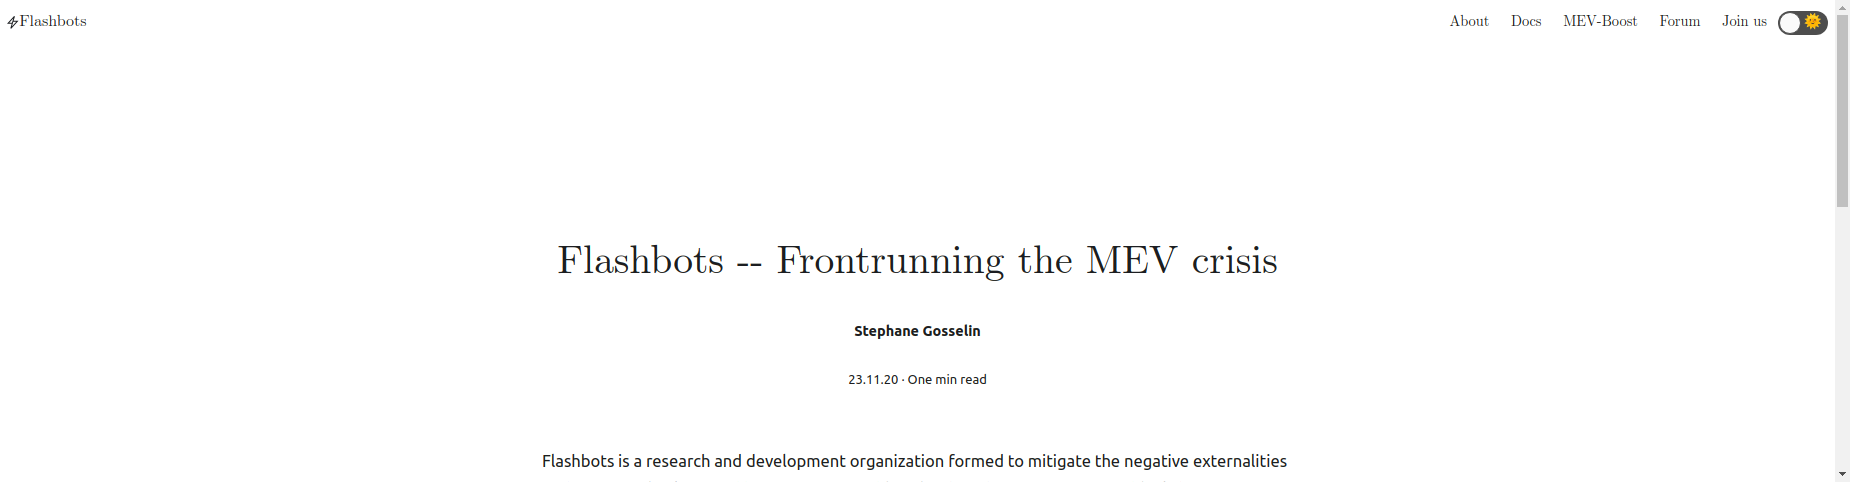 Flashbots
About Docs MEV-Boost Forum Join us
Flashbots -- Frontrunning the MEV crisis
Stephane Gosselin
23.11.20 · One min read
Flashbots is a research and development organization formed to mitigate the negative externalities